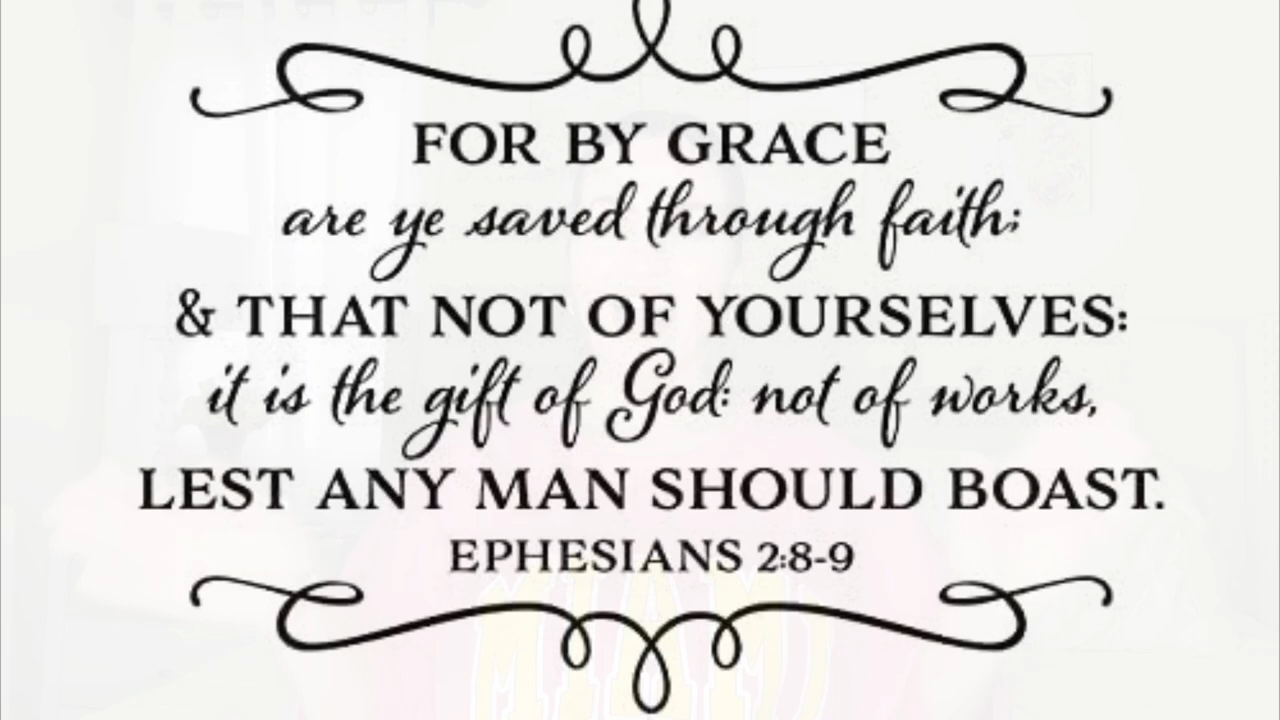 FOR BY GRACE
are ye saved through faith;
& THAT NOT OF YOURSELVES:
it is the gift of God: not of works,
LEST ANY MAN SHOULD BOAST.
EPHESIANS 2:8-9
MIAMI